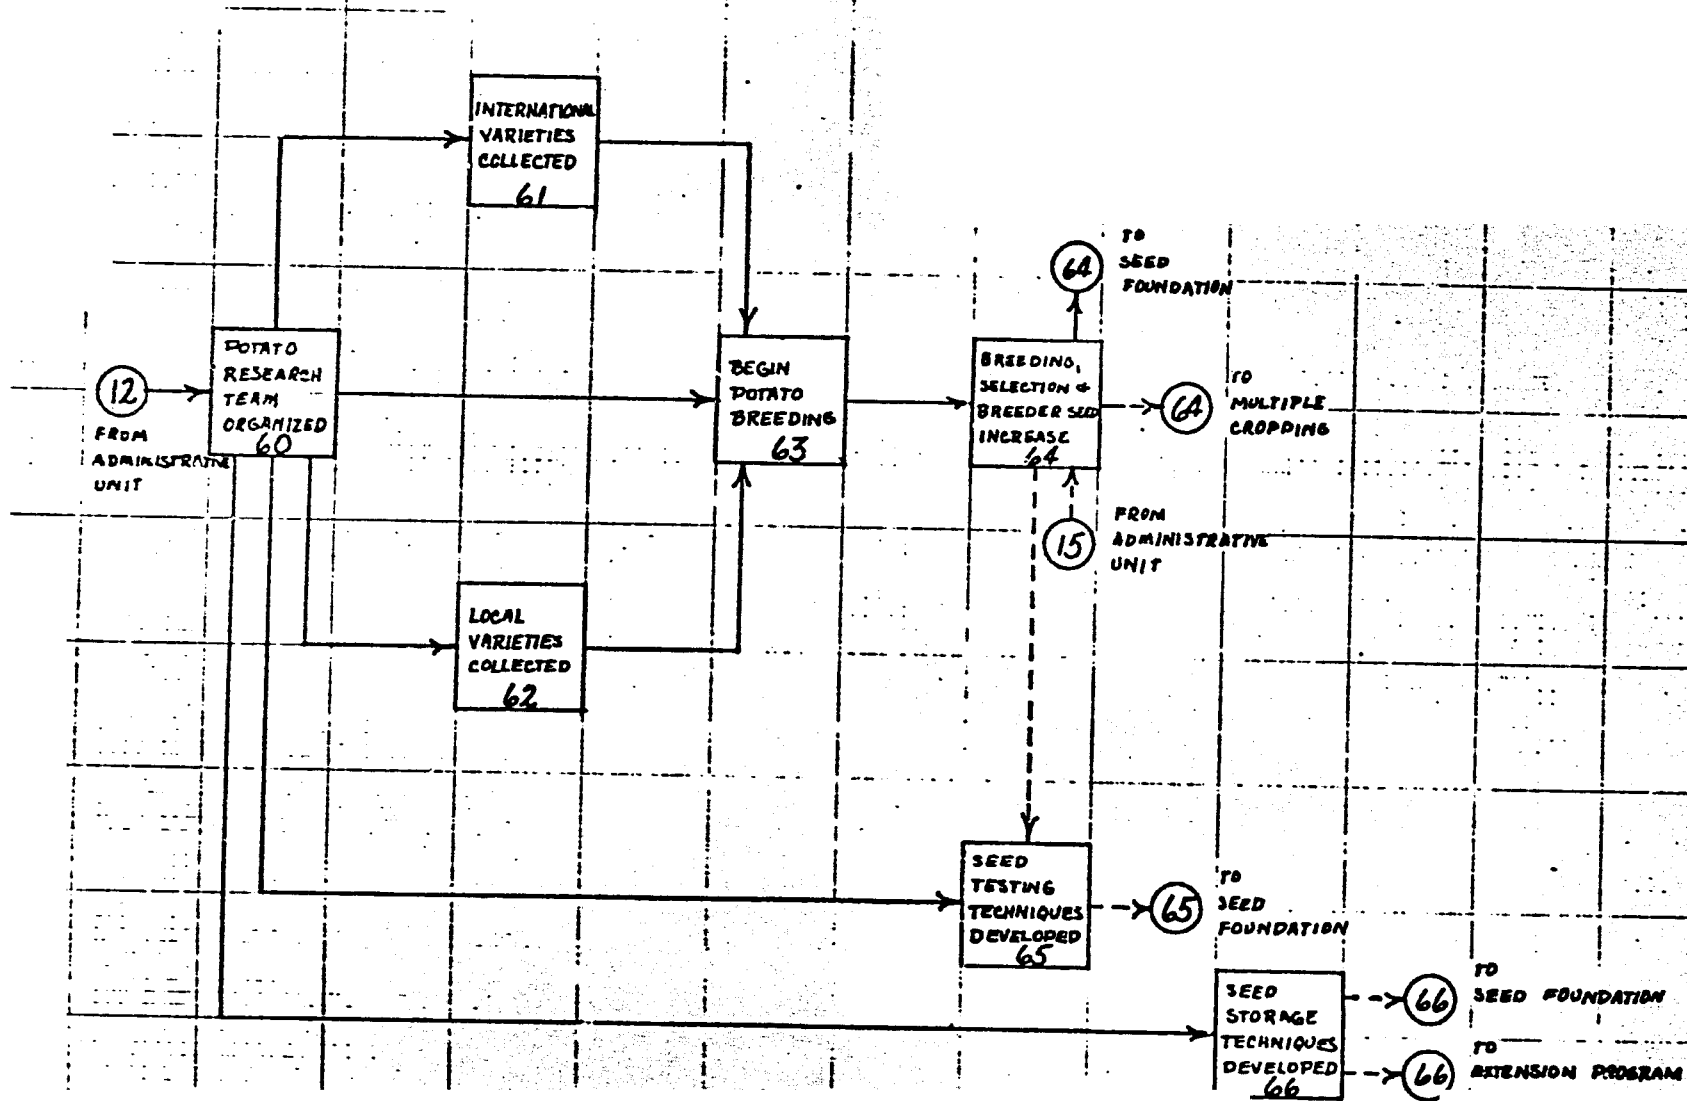 INTERNATIONAL
VARIETIES
COLLECTED
61
64
TO
SEED
FOUNDATION
12
FROM
ADMINISTRATIVE
UNIT
POTATO
RESEARCH
TEAM
ORGANIZED
60
BEGIN
POTATO
BREEDING
63
BREEDING,
SELECTION &
BREEDER SEED
INCREASE
64
64
TO
MULTIPLE
CROPPING
15
FROM
ADMINISTRATIVE
UNIT
LOCAL
VARIETIES
COLLECTED
62
SEED
TESTING
TECHNIQUES
DEVELOPED
65
65
TO
SEED
FOUNDATION
SEED
STORAGE
TECHNIQUES
DEVELOPED
66
66
TO
SEED FOUNDATION
66
TO
EXTENSION PROGRAM